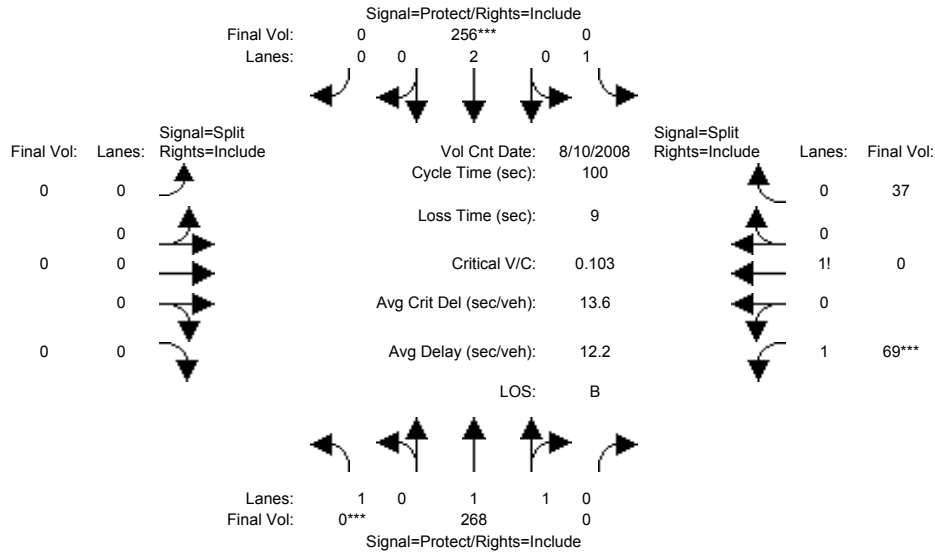 Signal=Protect/Rights=Include
Final Vol: 0 256*** 0
Lanes: 0 0 2 0 1
Signal=Split Signal=Split
Final Vol: Lanes: Rights=Include Vol Cnt Date: 8/10/2008 Rights=Include Lanes: Final Vol:
Cycle Time (sec): 100
0 0 0 37
Loss Time (sec): 9
0 0
0 0 Critical V/C: 0.103 1! 0
0 Avg Crit Del (sec/veh): 13.6 0
0 0 Avg Delay (sec/veh): 12.2 1 69***
LOS: B
Lanes: 1 0 1 1 0
Final Vol: 0*** 268 0
Signal=Protect/Rights=Include